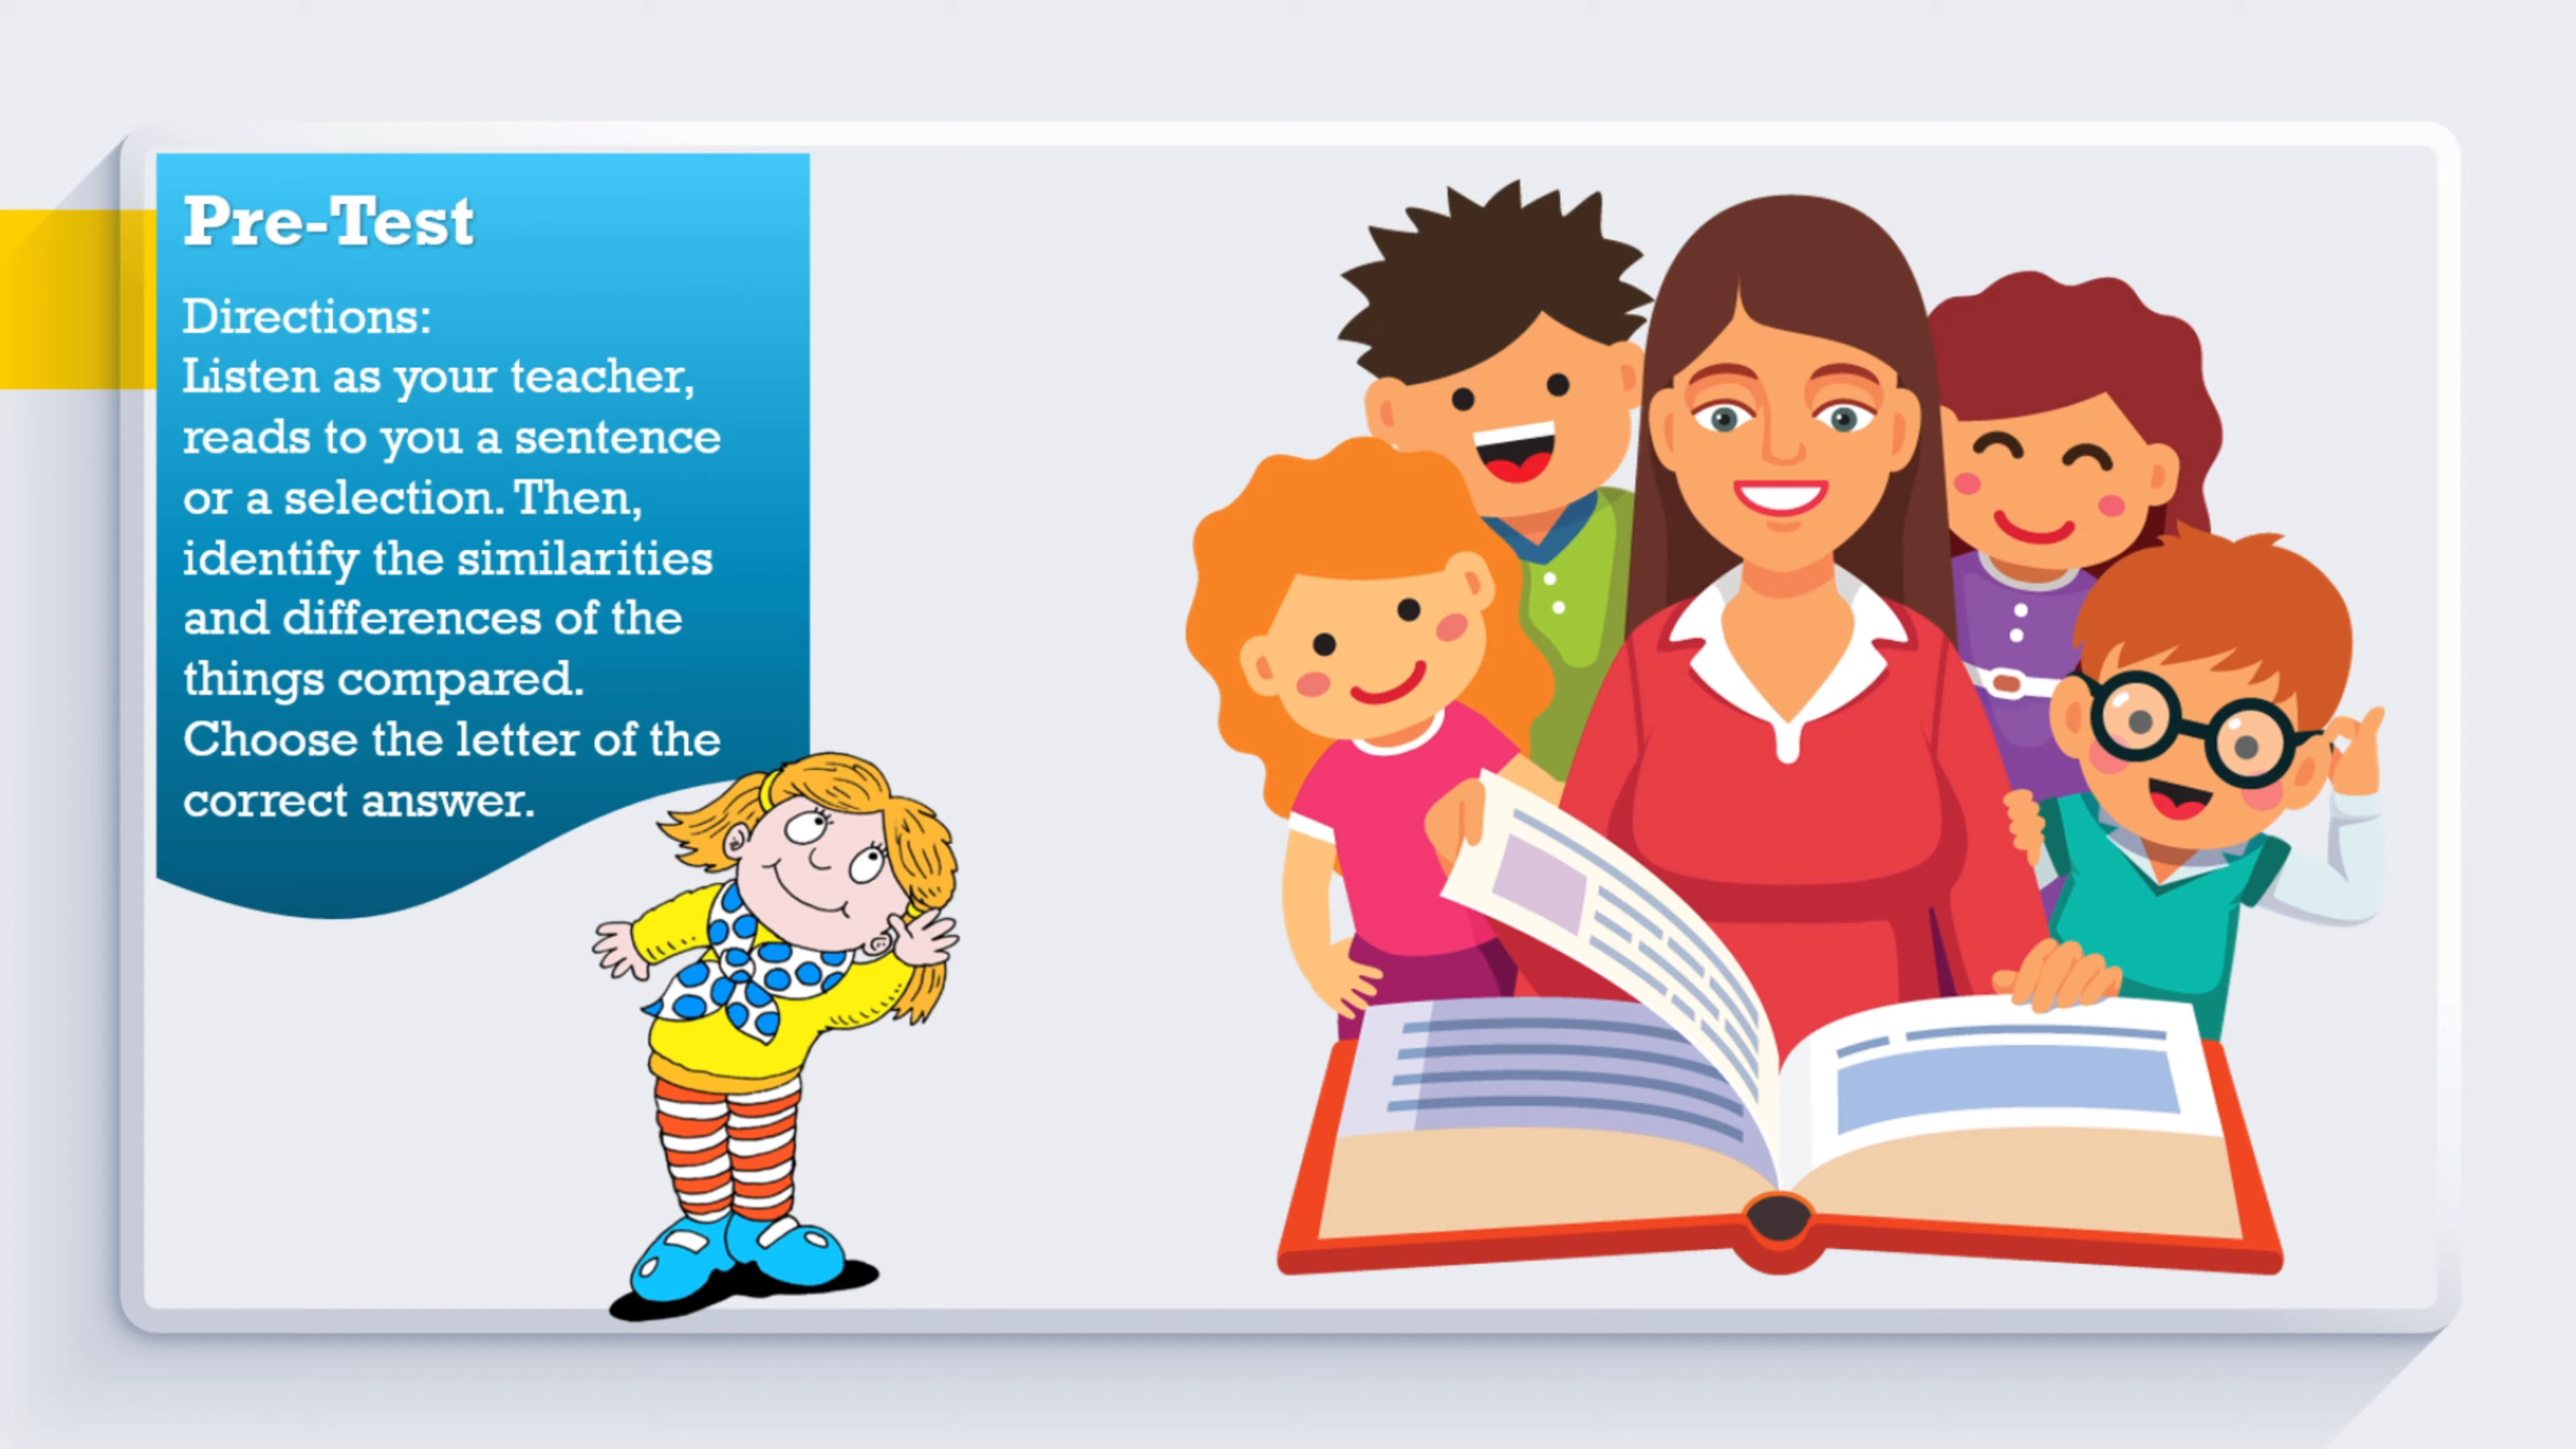 Pre-Test
Directions:
Listen as your teacher,
reads to you a sentence
or a selection. Then,
identify the similarities
and differences of the
things compared.
Choose the letter of the
correct answer.